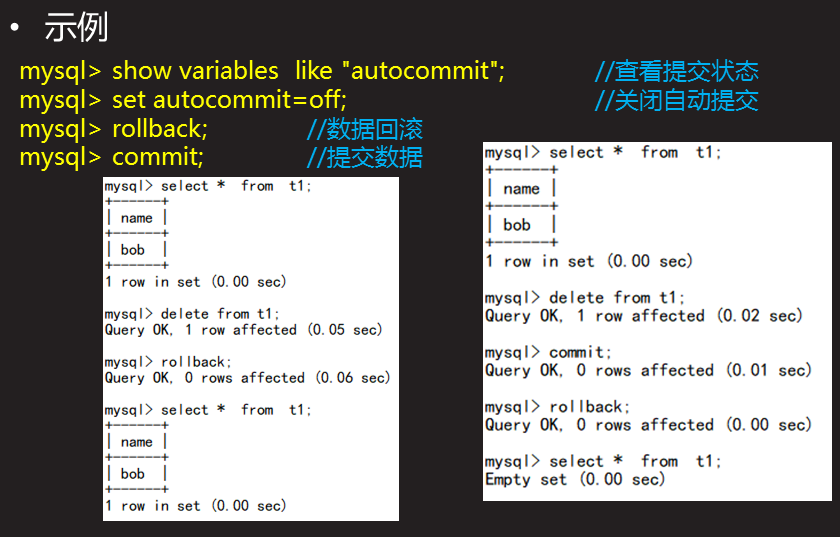 • 示例
mysql> show variables  like "autocommit";  //查看提交状态
mysql> set autocommit=off;  //关闭自动提交
mysql> rollback;  //数据回滚
mysql> commit;  //提交数据
mysql> select *  from  t1;
+------+
| name |
+------+
| bob  |
+------+
1 row in set (0.00 sec)
mysql> delete from t1;
Query OK, 1 row affected (0.05 sec)
mysql> rollback;
Query OK, 0 rows affected (0.06 sec)
mysql> select *  from  t1;
+------+
| name |
+------+
| bob  |
+------+
1 row in set (0.00 sec)
mysql> select *  from  t1;
+------+
| name |
+------+
| bob  |
+------+
1 row in set (0.00 sec)
mysql> delete from t1;
Query OK, 1 row affected (0.02 sec)
mysql> commit;
Query OK, 0 rows affected (0.01 sec)
mysql> rollback;
Query OK, 0 rows affected (0.00 sec)
mysql> select *  from  t1;
Empty set (0.00 sec)